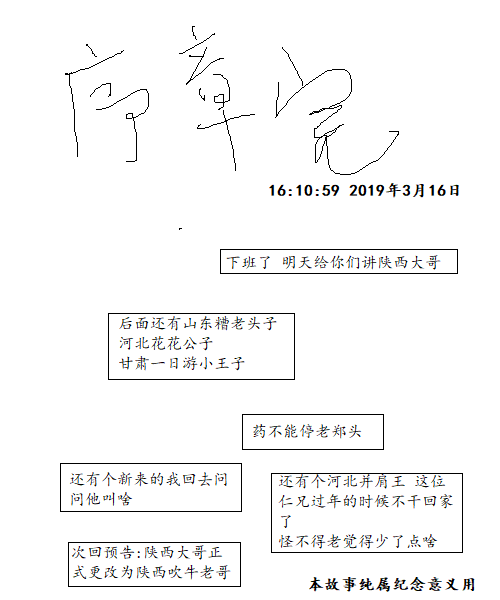 序章完
16:10:59 2019年3月16日
下班了 明天给你们讲陕西大哥
后面还有山东糟老头子
河北花花公子
甘肃一日游小王子
药不能停老郑头
还有个新来的我回去问
问他叫啥
还有个河北并肩王 这位
仁兄过年的时候不干回家
了
怪不得老觉得少了点啥
次回预告:陕西大哥正
式更改为陕西吹牛老哥
本故事纯属纪念意义用